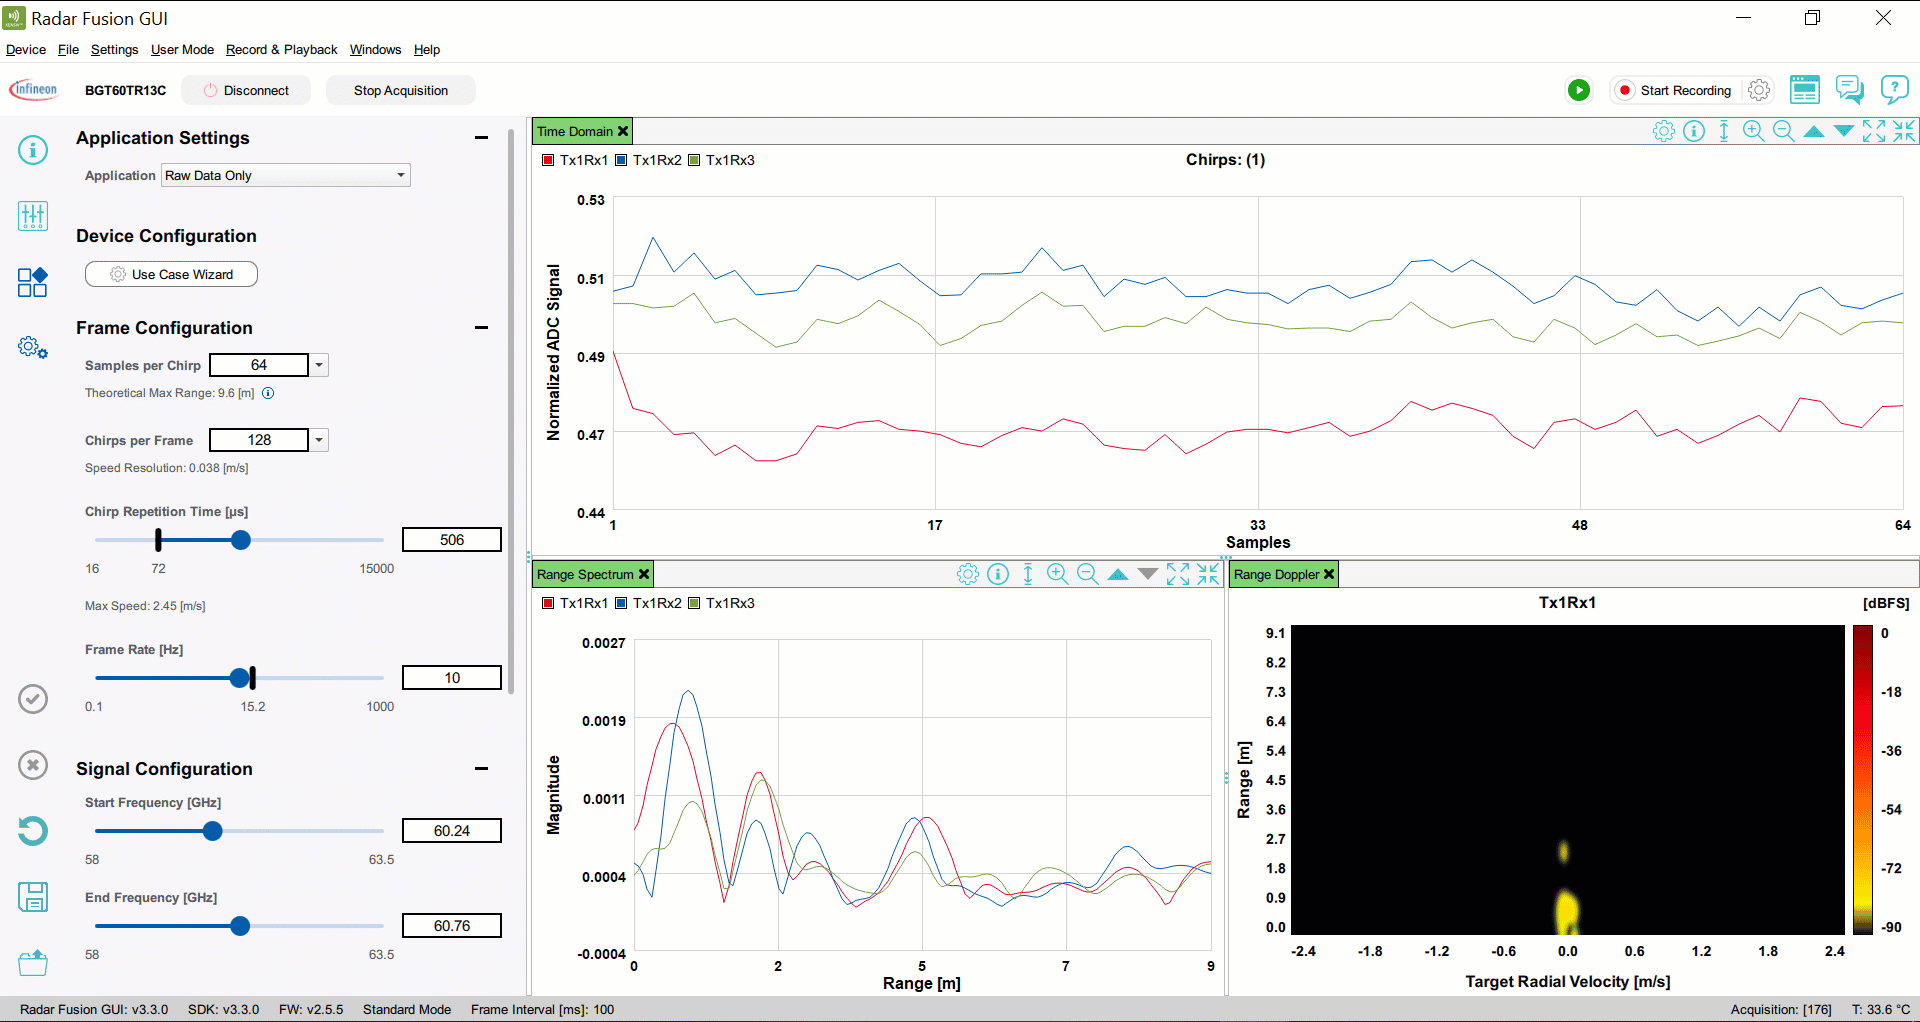 Radar Fusion GUI
Device File Settings User Mode Record & Playback Windows Help
infineon BGT60TR13C Disconnect Stop Acquisition Start Recording
Application Settings
Application Raw Data Only
Device Configuration
Use Case Wizard
Frame Configuration
Samples per Chirp 64
Theoretical Max Range: 9.6 [m]
Chirps per Frame 128
Speed Resolution: 0.038 [m/s]
Chirp Repetition Time [µs]
506
16 72 15000
Max Speed: 2.45 [m/s]
Frame Rate [Hz]
10
0.1 15.2 1000
Signal Configuration
Start Frequency [GHz]
60.24
58 63.5
End Frequency [GHz]
60.76
58 63.5
Time Domain
Tx1Rx1 Tx1Rx2 Tx1Rx3
Chirps: (1)
Normalized ADC Signal
0.53
0.51
0.49
0.47
0.44
1 17 33 48 64
Samples
Range Spectrum
Tx1Rx1 Tx1Rx2 Tx1Rx3
Magnitude
0.0027
0.0019
0.0011
0.0004
-0.0004
0 2 5 7 9
Range [m]
Range Doppler
Tx1Rx1
[dBFS]
Range [m]
9.1
8.2
7.3
6.4
5.4
4.5
3.6
2.7
1.8
0.9
0.0
-2.4 -1.8 -1.2 -0.6 0.0 0.6 1.2 1.8 2.4
Target Radial Velocity [m/s]
0
-18
-36
-54
-72
-90
Radar Fusion GUI: v3.3.0 SDK: v3.3.0 FW: v2.5.5 Standard Mode Frame Interval [ms]: 100 Acquisition: [176] T: 33.6 °C